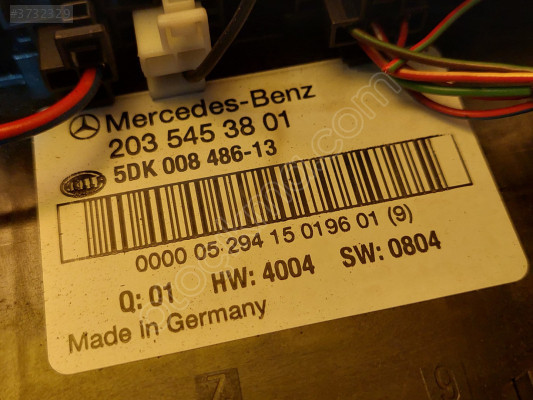 #3732329
Mercedes-Benz
203 545 38 01
5DK 008 486-13
0000 05 294 15 0196 01 (9)
Q: 01 HW: 4004 SW: 0804
Made in Germany